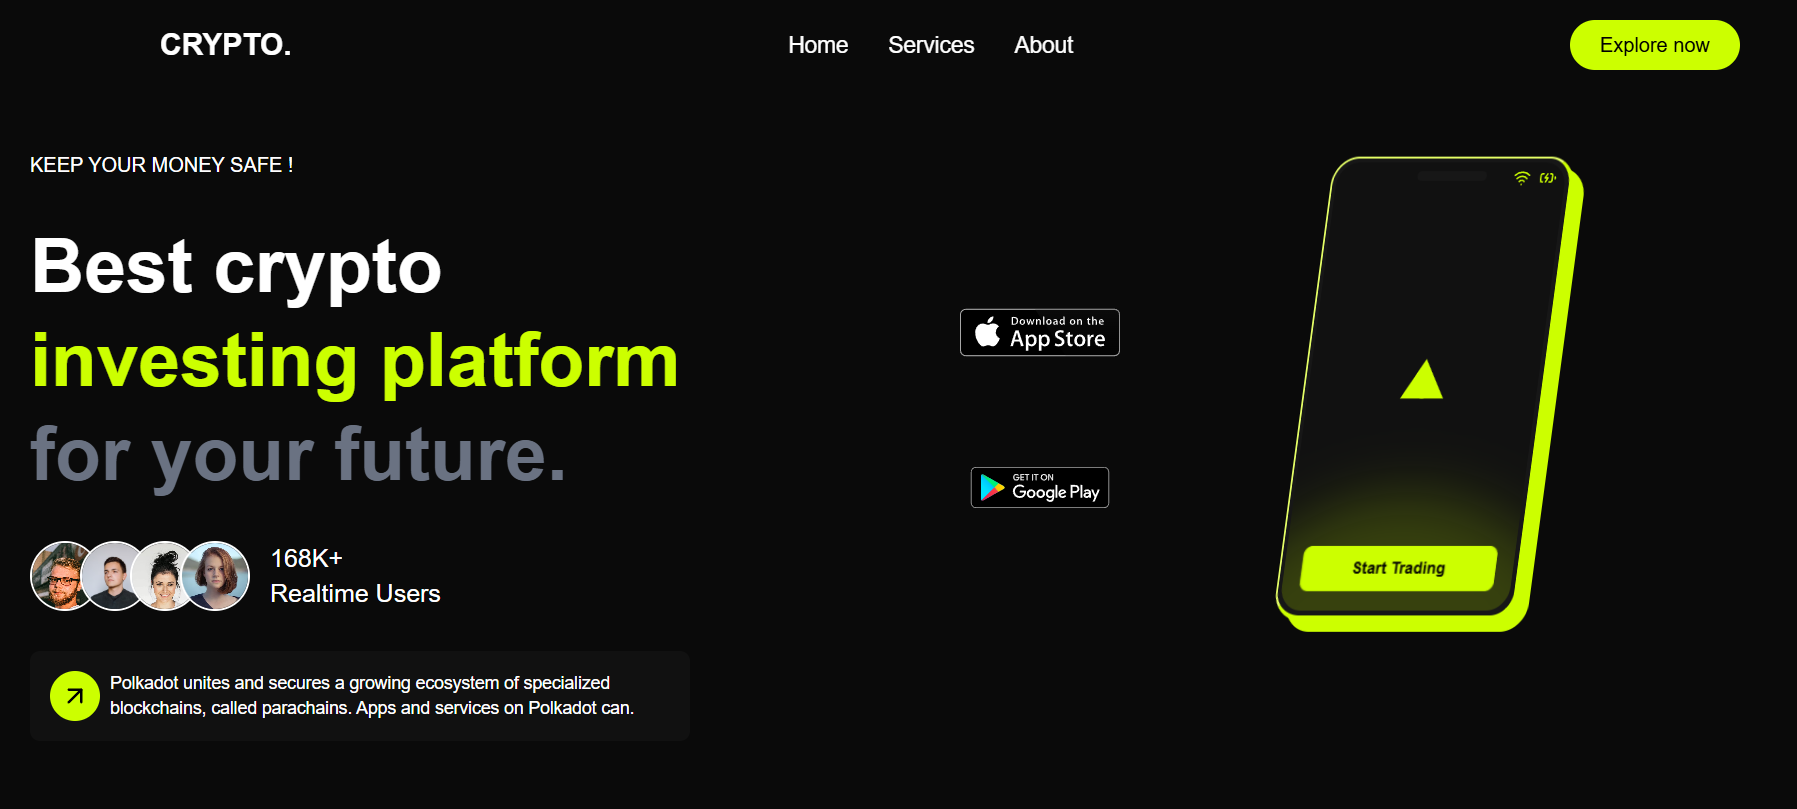 CRYPTO.
Home
Services
About
Explore now
KEEP YOUR MONEY SAFE !
Best crypto
investing platform
for your future.
168K+
Realtime Users
Polkadot unites and secures a growing ecosystem of specialized
blockchains, called parachains. Apps and services on Polkadot can.
Download on the
App Store
GET IT ON
Google Play
Start Trading